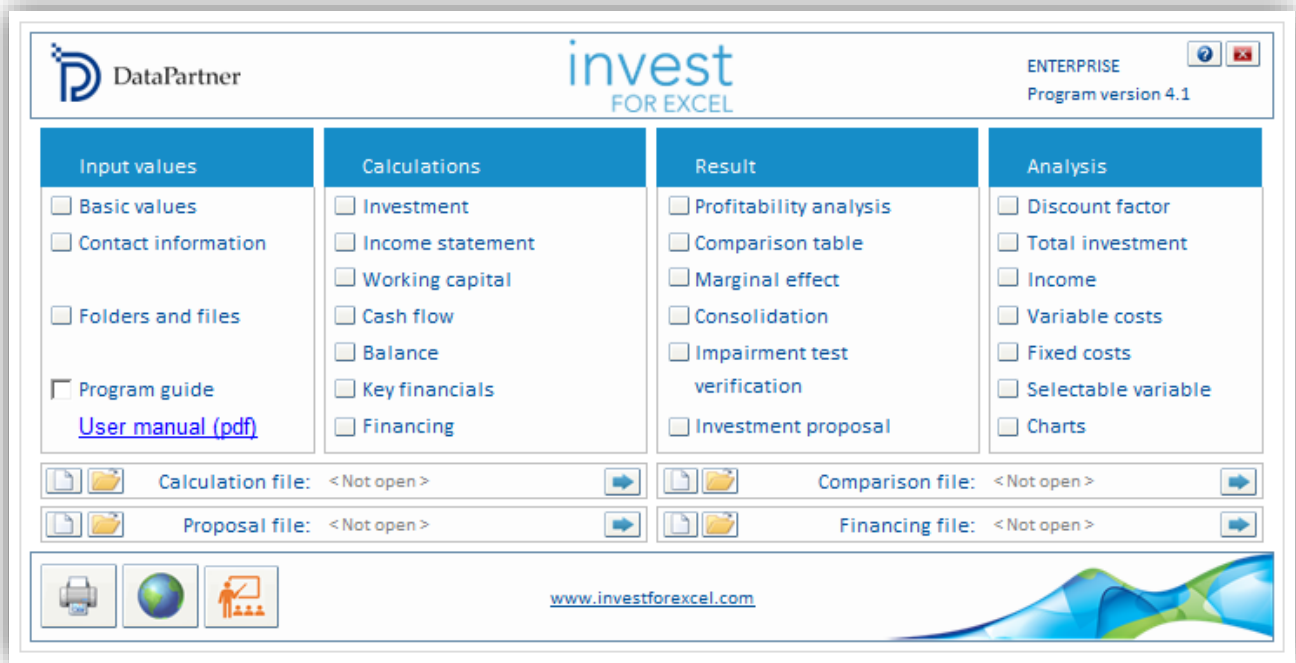 DataPartner
invest
FOR EXCEL
ENTERPRISE
Program version 4.1
Input values
Basic values
Contact information
Folders and files
Program guide
User manual (pdf)
Calculations
Investment
Income statement
Working capital
Cash flow
Balance
Key financials
Financing
Result
Profitability analysis
Comparison table
Marginal effect
Consolidation
Impairment test
verification
Investment proposal
Analysis
Discount factor
Total investment
Income
Variable costs
Fixed costs
Selectable variable
Charts
Calculation file: <Not open>
Comparison file: <Not open>
Proposal file: <Not open>
Financing file: <Not open>
www.investforexcel.com